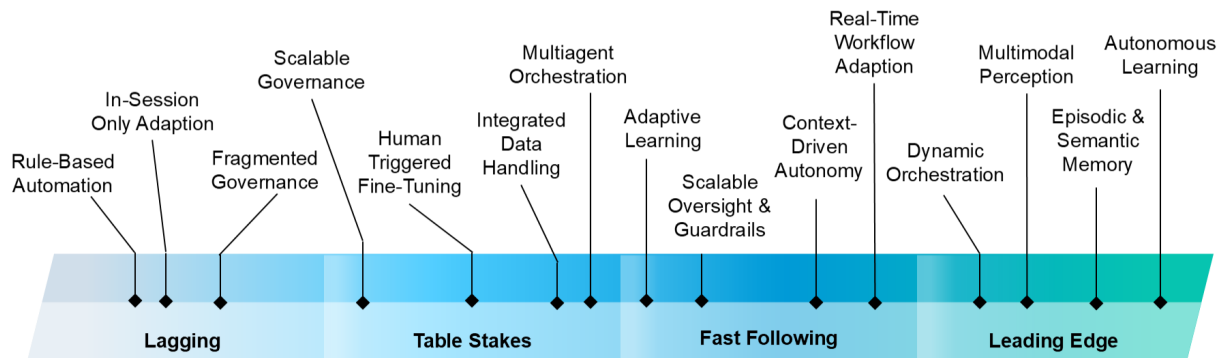 Rule-Based
Automation
In-Session
Only Adaption
Fragmented
Governance
Scalable
Governance
Human
Triggered
Fine-Tuning
Integrated
Data
Handling
Multiagent
Orchestration
Adaptive
Learning
Scalable
Oversight &
Guardrails
Context-
Driven
Autonomy
Real-Time
Workflow
Adaption
Dynamic
Orchestration
Multimodal
Perception
Episodic &
Semantic
Memory
Autonomous
Learning
Lagging
Table Stakes
Fast Following
Leading Edge